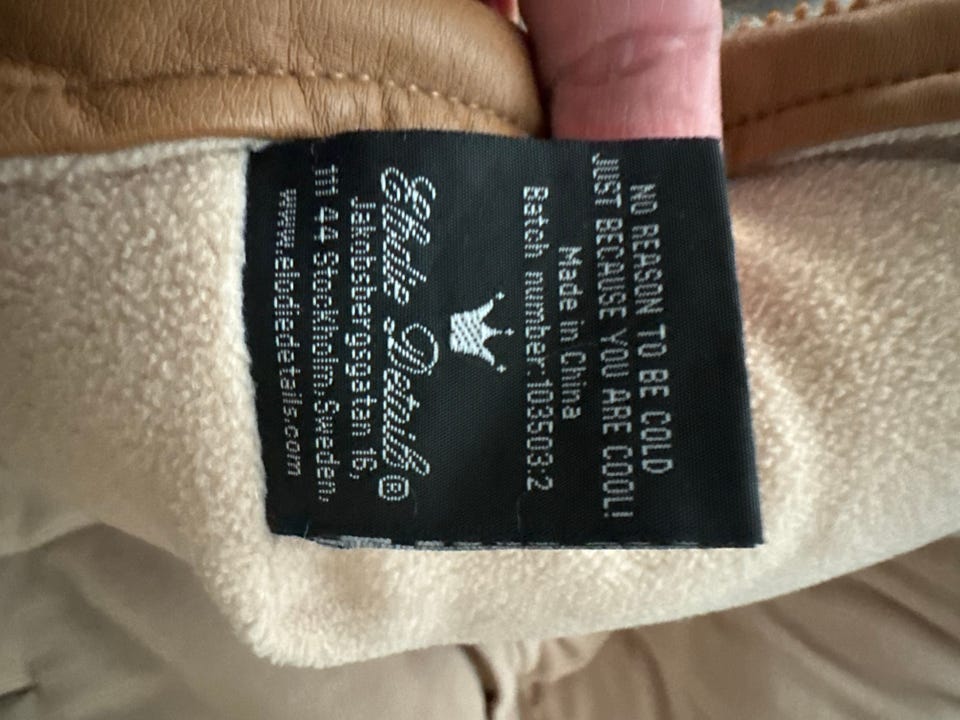 NO REASON TO BE COLD
JUST BECAUSE YOU ARE COOL!
Made in China
Batch number:103503:2
Elodie Details®
Jakobsbergsgatan 16,
111 44 Stockholm, Sweden,
www.elodiedetails.com